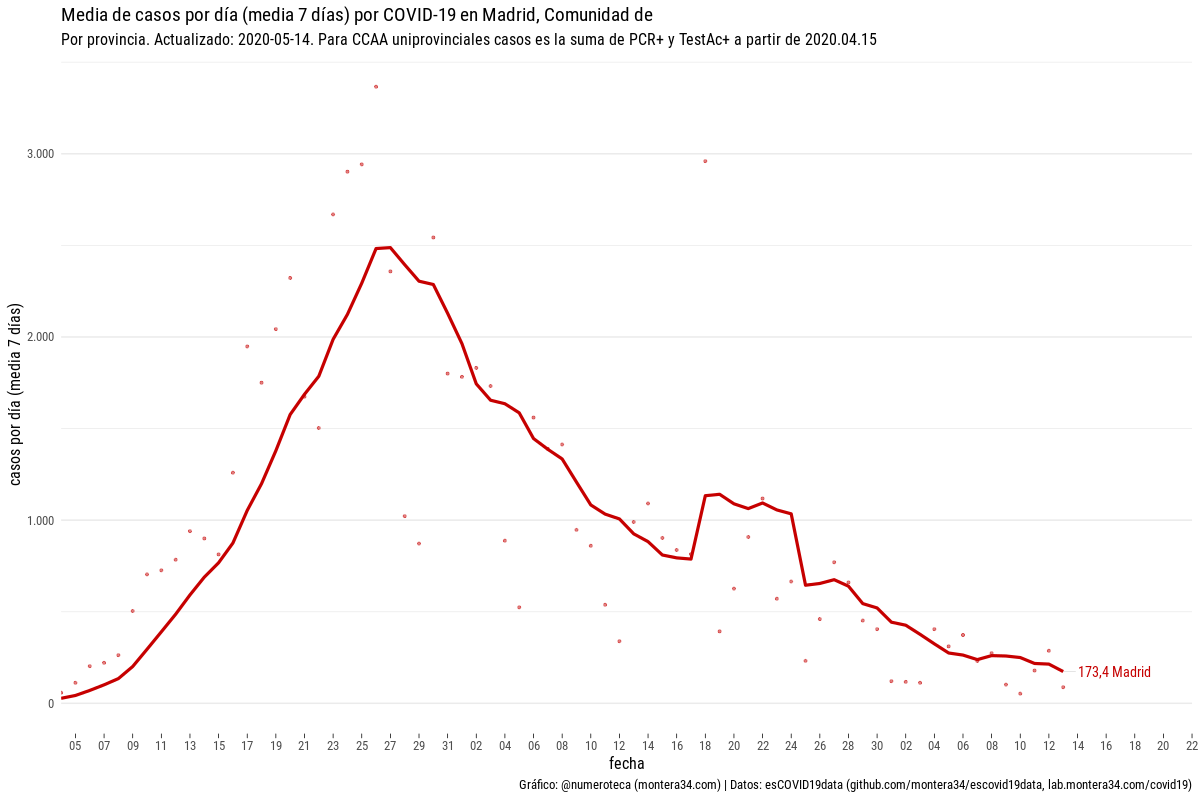 Media de casos por día (media 7 días) por COVID-19 en Madrid, Comunidad de
Por provincia. Actualizado: 2020-05-14. Para CCAA uniprovinciales casos es la suma de PCR+ y TestAc+ a partir de 2020.04.15
casos por día (media 7 días)
3.000
2.000
1.000
0
173,4 Madrid
05 07 09 11 13 15 17 19 21 23 25 27 29 31 02 04 06 08 10 12 14 16 18 20 22 24 26 28 30 02 04 06 08 10 12 14 16 18 20 22
fecha
Gráfico: @numeroteca (montera34.com) | Datos: esCOVID19data (github.com/montera34/escovid19data, lab.montera34.com/covid19)